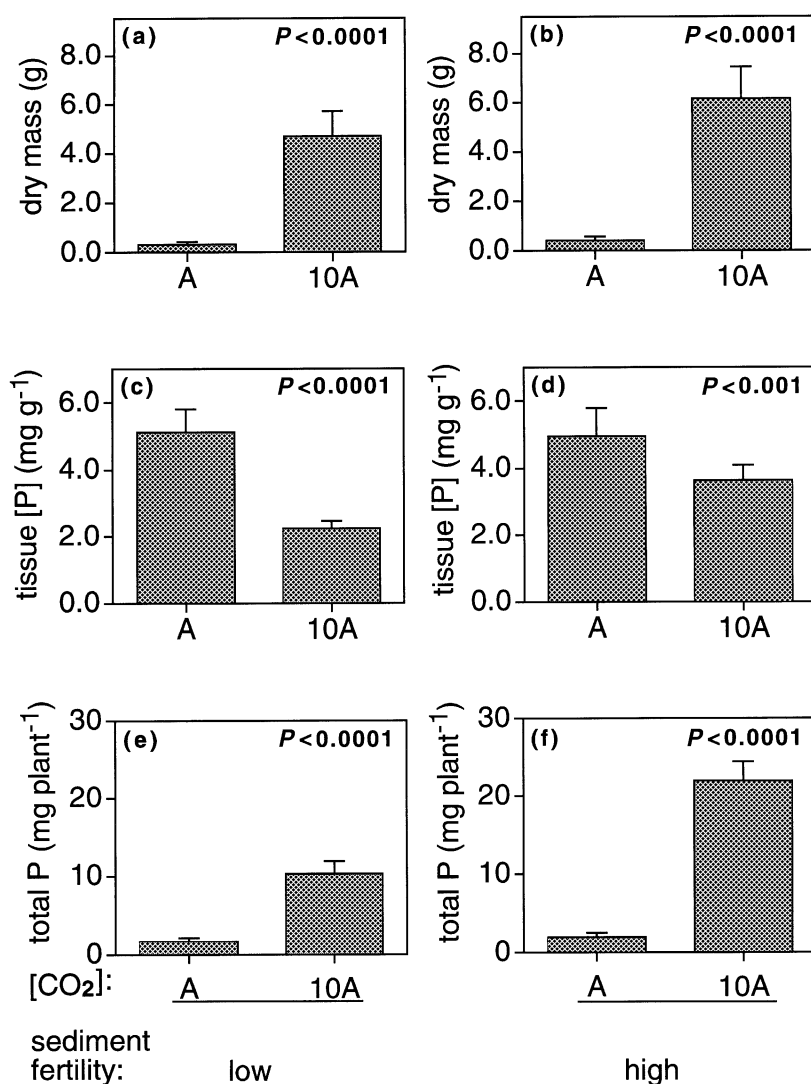 (a) P<0.0001
dry mass (g)
8.0
6.0
4.0
2.0
0.0
A 10A
(b) P<0.0001
dry mass (g)
8.0
6.0
4.0
2.0
0.0
A 10A
(c) P<0.0001
tissue [P] (mg g⁻¹)
6.0
4.0
2.0
0.0
A 10A
(d) P<0.001
tissue [P] (mg g⁻¹)
6.0
4.0
2.0
0.0
A 10A
(e) P<0.0001
total P (mg plant⁻¹)
30
20
10
0
(f) P<0.0001
total P (mg plant⁻¹)
30
20
10
0
[CO₂]: A 10A A 10A
sediment
fertility: low high